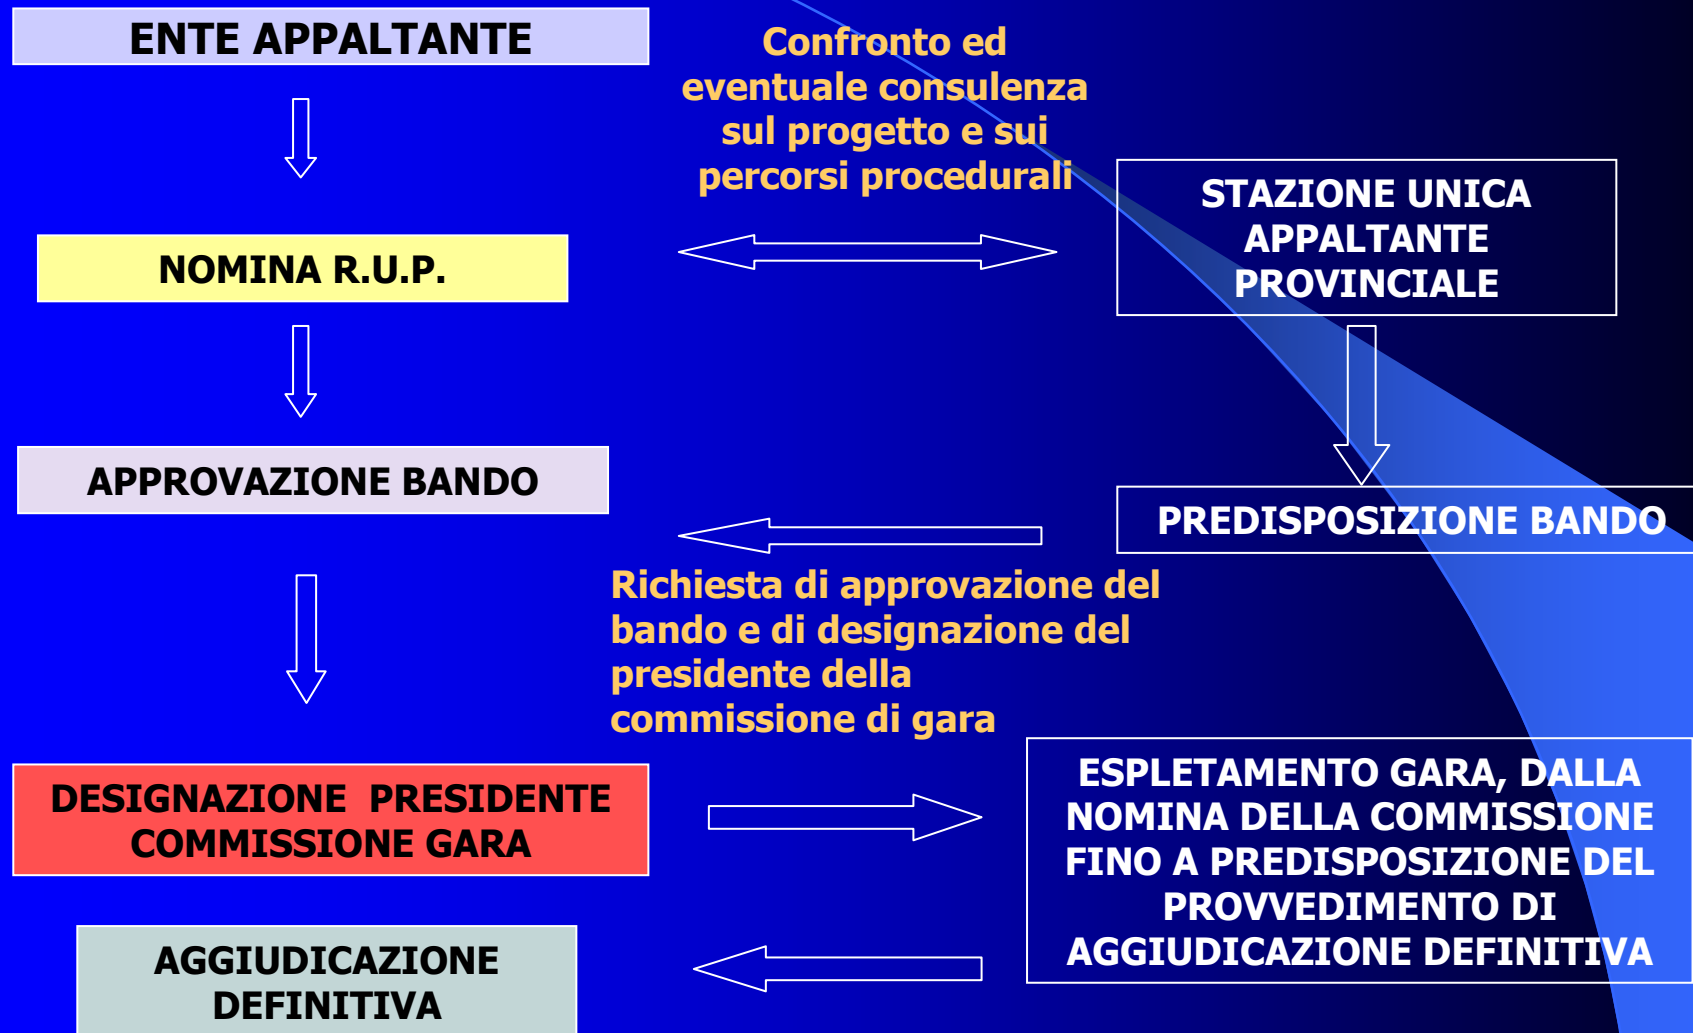 ENTE APPALTANTE
Confronto ed
eventuale consulenza
sul progetto e sui
percorsi procedurali
STAZIONE UNICA
APPALTANTE
PROVINCIALE
NOMINA R.U.P.
APPROVAZIONE BANDO
PREDISPOSIZIONE BANDO
Richiesta di approvazione del
bando e di designazione del
presidente della
commissione di gara
DESIGNAZIONE PRESIDENTE
COMMISSIONE GARA
ESPLETAMENTO GARA, DALLA
NOMINA DELLA COMMISSIONE
FINO A PREDISPOSIZIONE DEL
PROVVEDIMENTO DI
AGGIUDICAZIONE DEFINITIVA
AGGIUDICAZIONE
DEFINITIVA